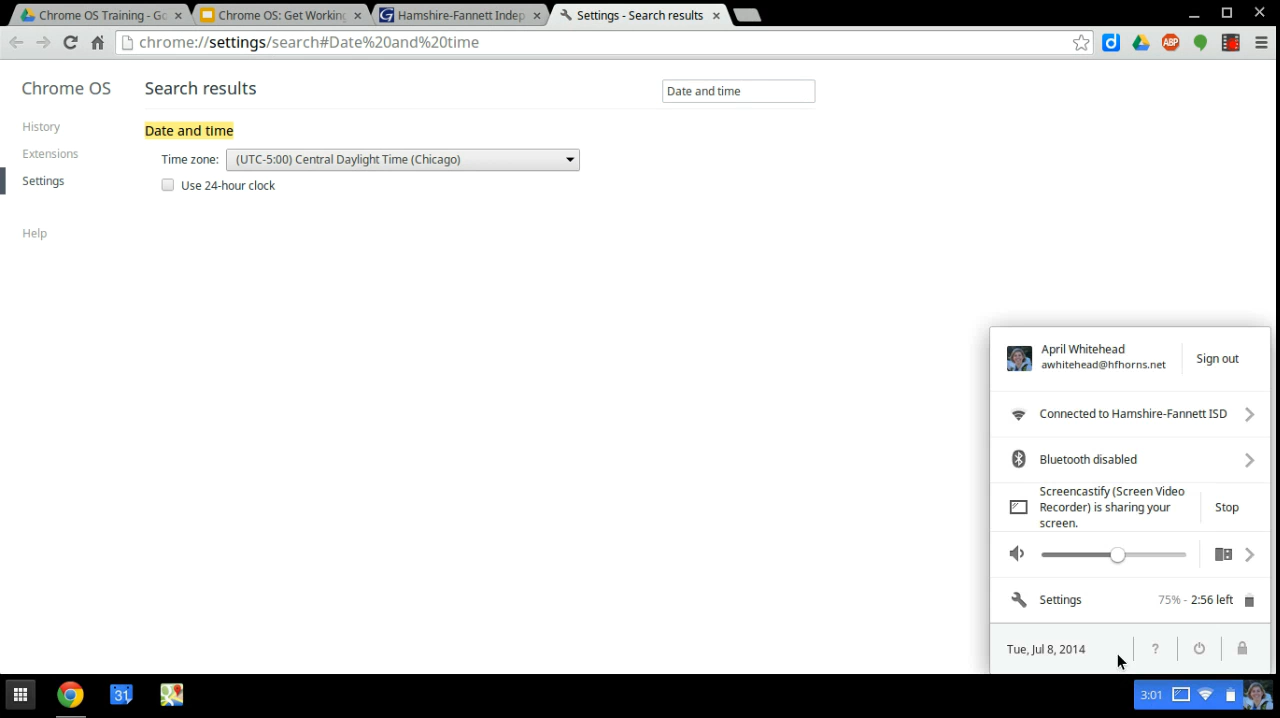 Chrome OS Training - Go
Chrome OS: Get Working
Hamshire-Fannett Indep
Settings - Search results
chrome://settings/search#Date%20and%20time
ABP
Chrome OS
Search results
Date and time
History
Date and time
Extensions
Time zone:
(UTC-5:00) Central Daylight Time (Chicago)
Settings
Use 24-hour clock
Help
April Whitehead
awhitehead@hfhorns.net
Sign out
Connected to Hamshire-Fannett ISD
Bluetooth disabled
Screencastify (Screen Video
Recorder) is sharing your
screen.
Stop
Settings
75% - 2:56 left
Tue, Jul 8, 2014
?
31
3:01